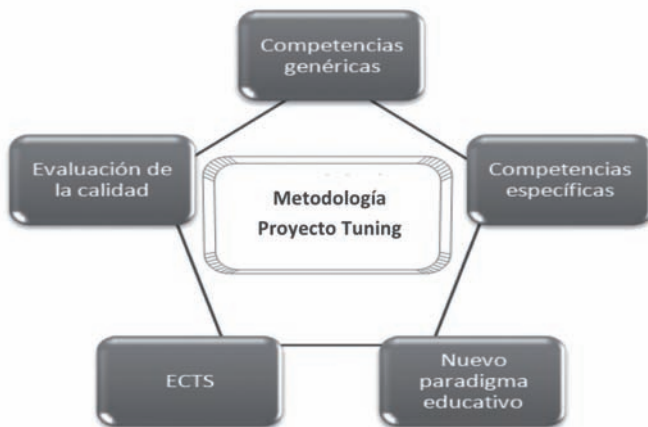 Competencias
genéricas
Evaluación de
la calidad
Metodología
Proyecto Tuning
Competencias
específicas
ECTS
Nuevo
paradigma
educativo